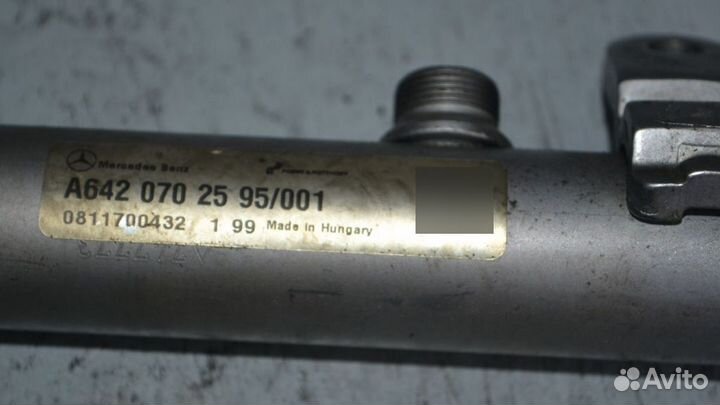 Mercedes Benz
A642 070 25 95/001
0811700432 1 99 Made in Hungary
Avito